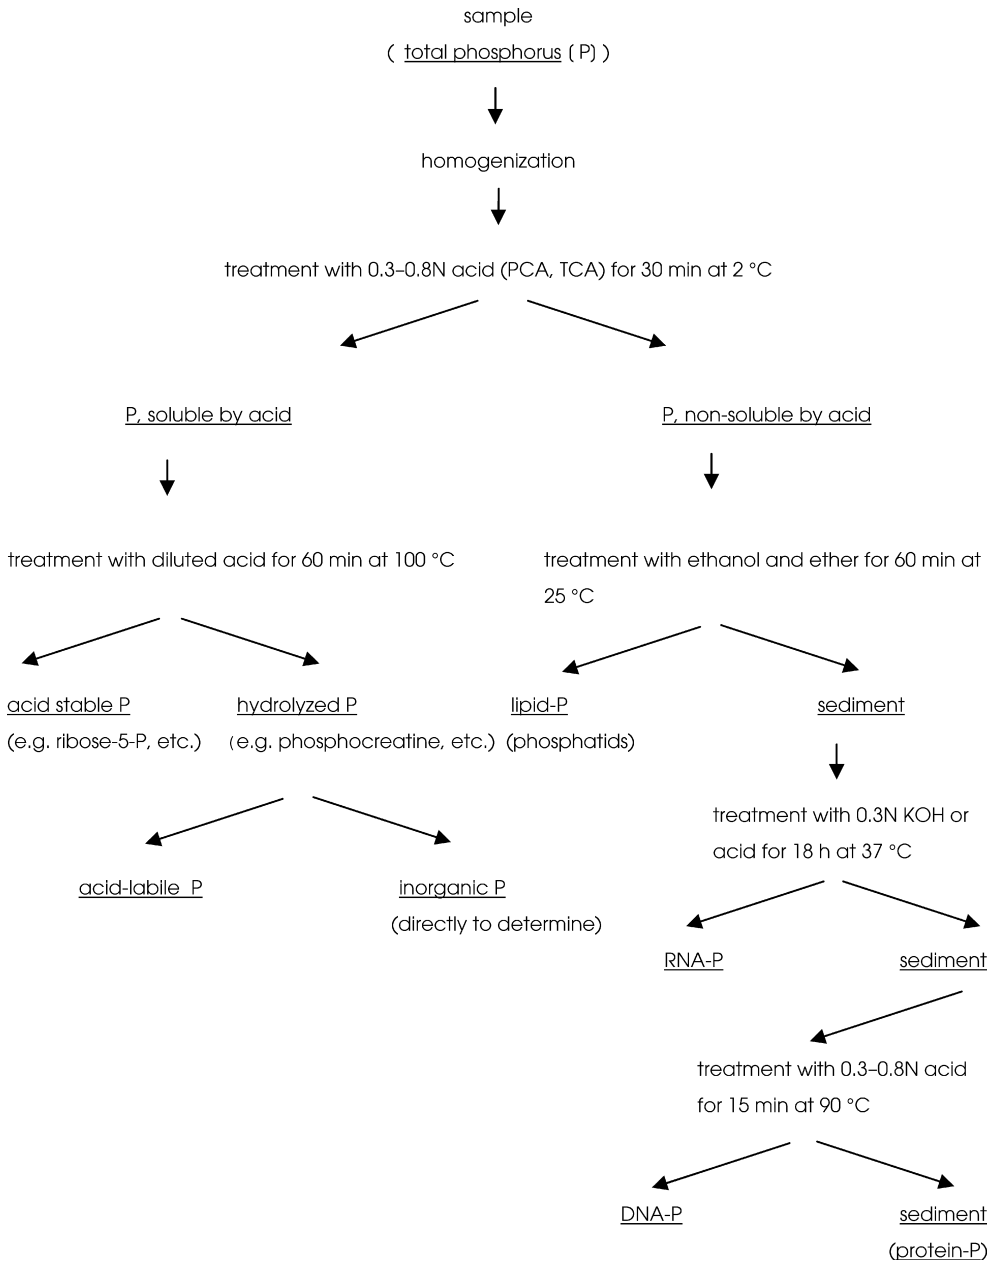 sample
( total phosphorus (P) )
homogenization
treatment with 0.3–0.8N acid (PCA, TCA) for 30 min at 2 °C
P, soluble by acid
P, non-soluble by acid
treatment with diluted acid for 60 min at 100 °C
treatment with ethanol and ether for 60 min at
25 °C
acid stable P
(e.g. ribose-5-P, etc.)
hydrolyzed P
(e.g. phosphocreatine, etc.)
lipid-P
(phosphatids)
sediment
treatment with 0.3N KOH or
acid for 18 h at 37 °C
acid-labile P
inorganic P
(directly to determine)
RNA-P
sediment
treatment with 0.3–0.8N acid
for 15 min at 90 °C
DNA-P
sediment
(protein-P)